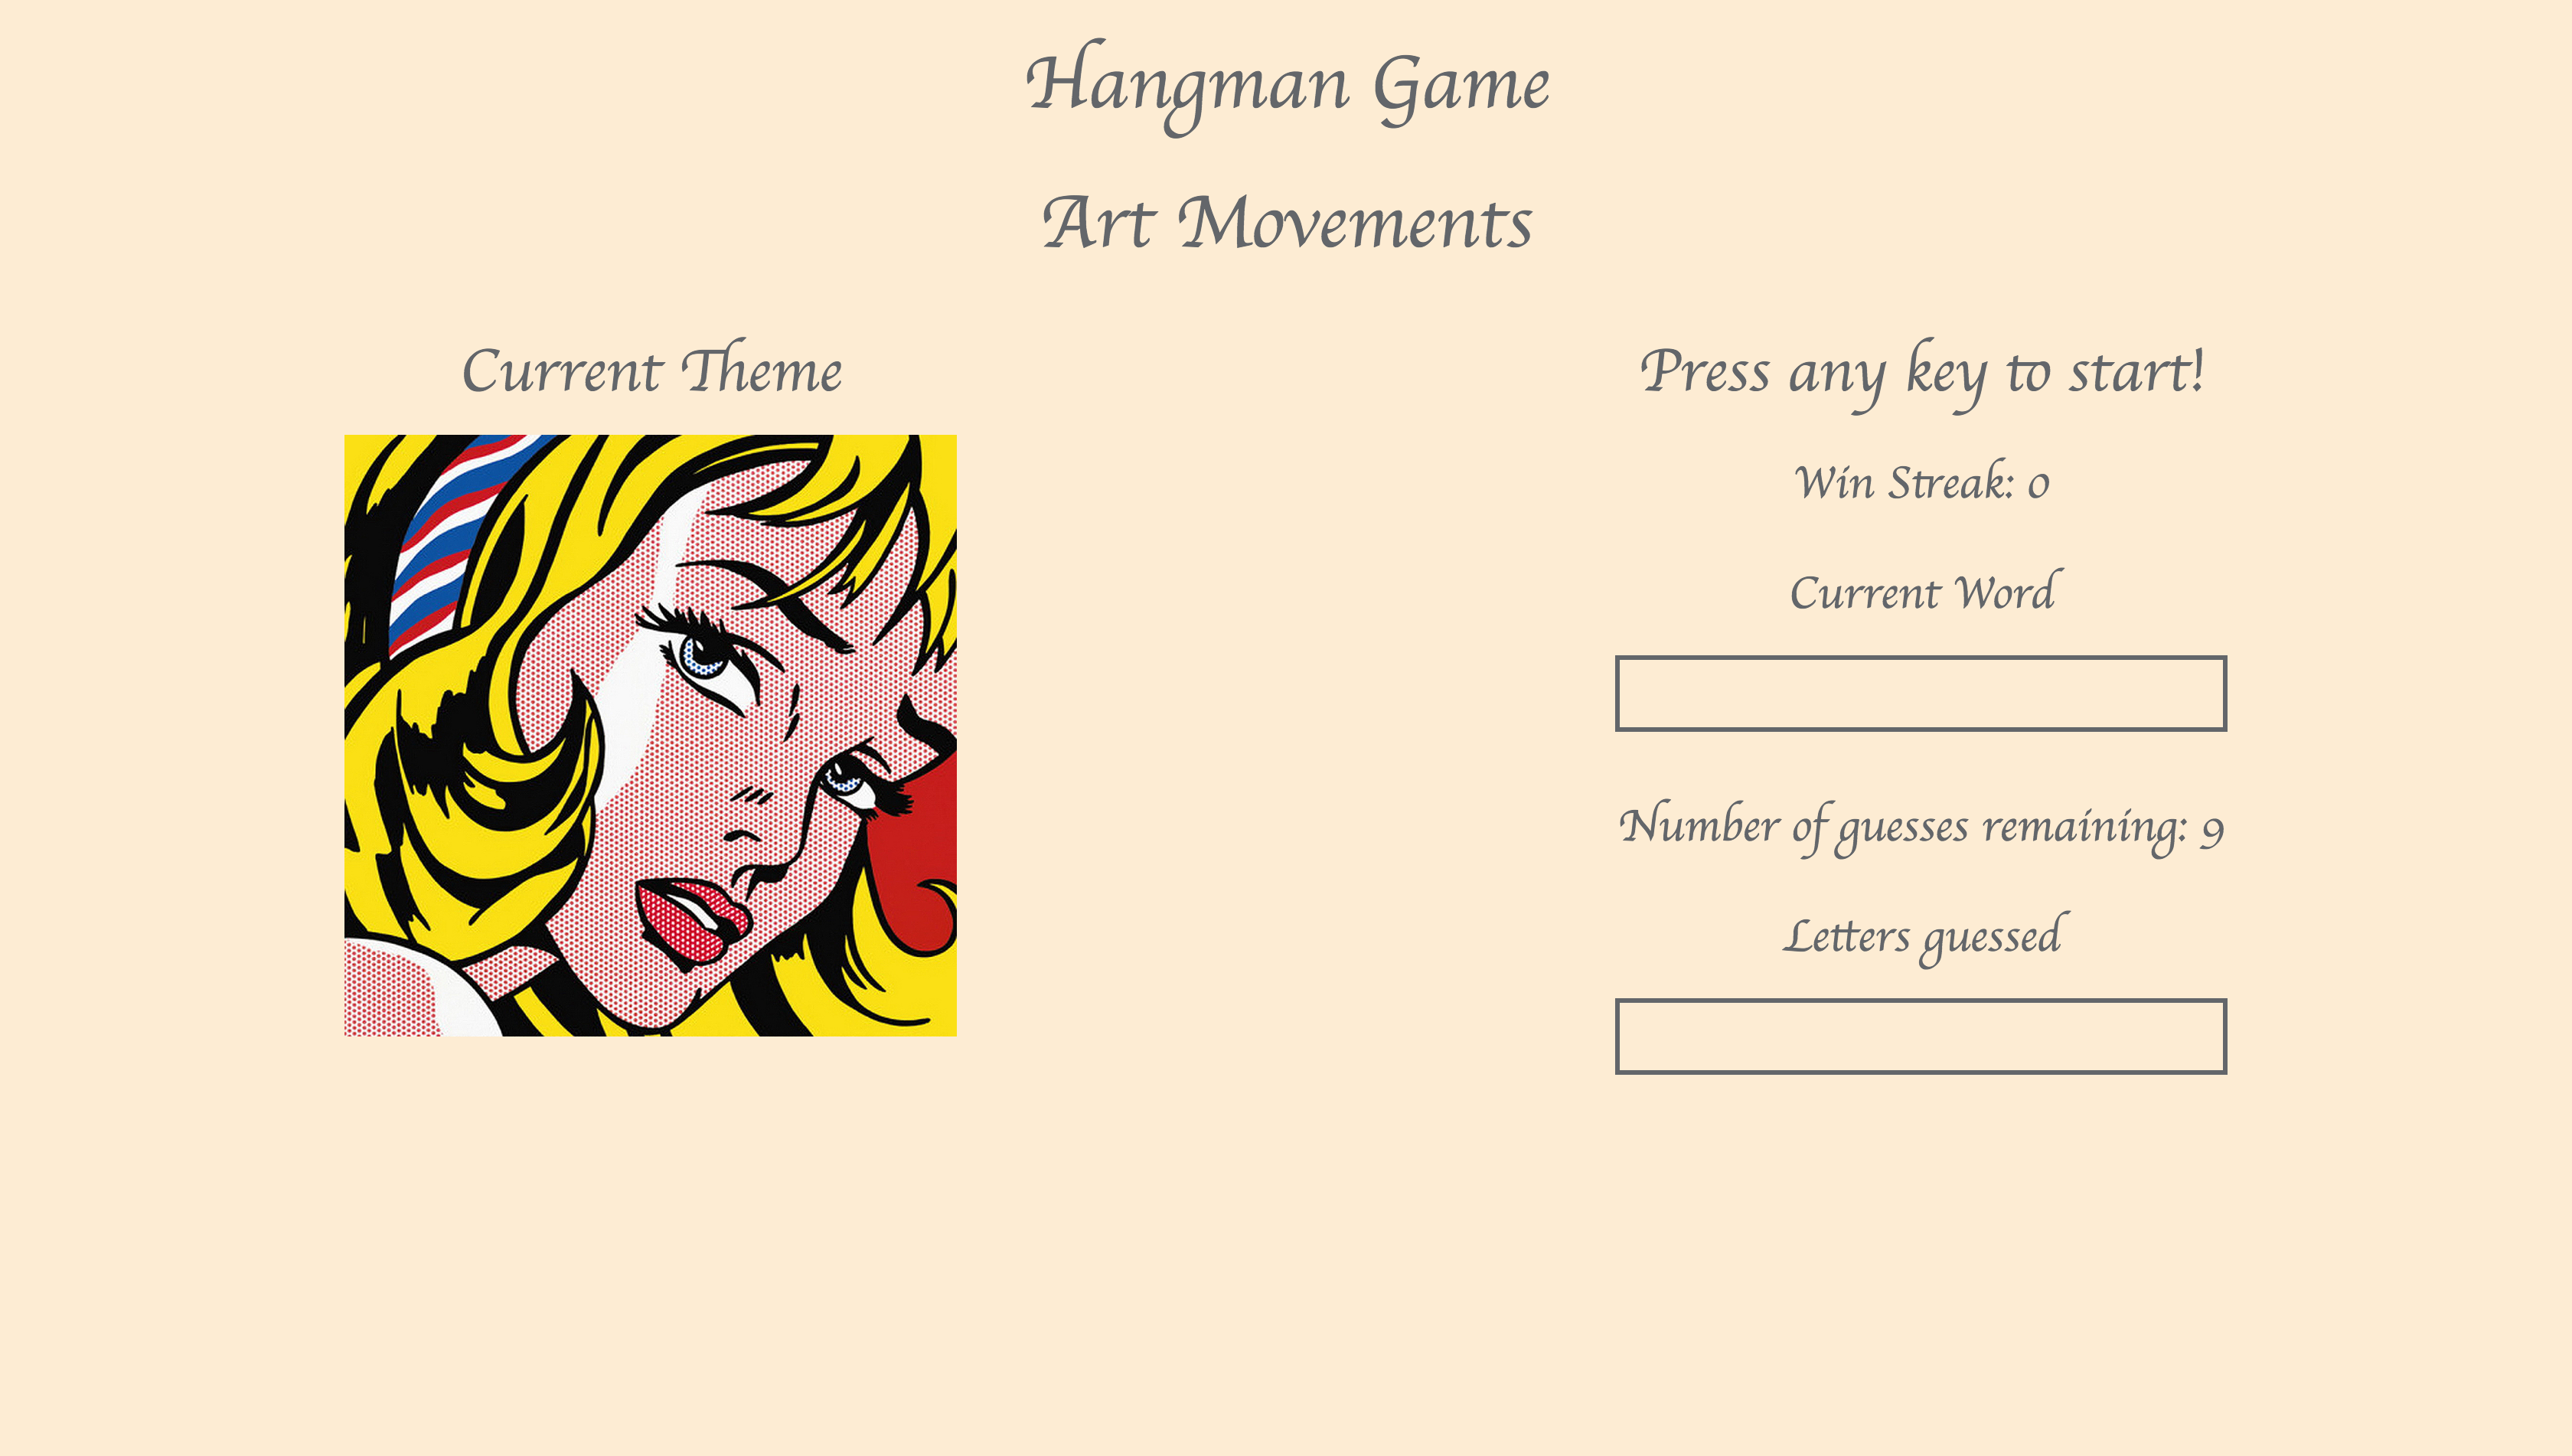 Hangman Game
Art Movements
Current Theme
Press any key to start!
Win Streak: 0
Current Word
Number of guesses remaining: 9
Letters guessed